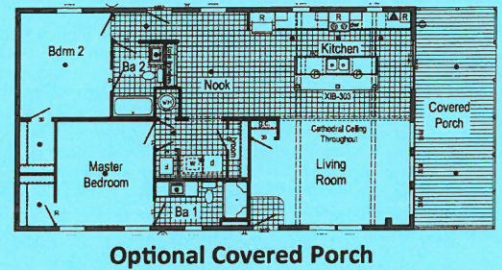 R
R
R
Bdrm 2
Kitchen
Ba 2
Nook
XIB-303
Covered
Porch
Cathedral Ceiling
Throughout
Master
Bedroom
w
d
Living
Room
Ba 1
Optional Covered Porch